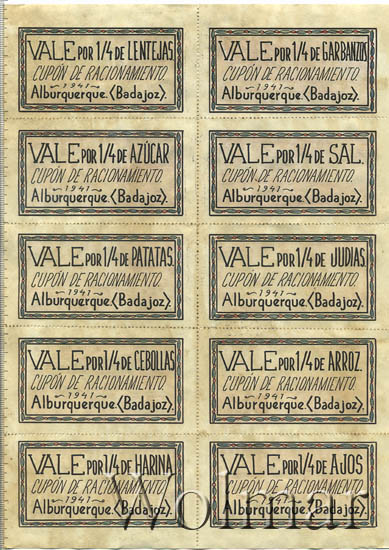 VALE POR 1/4 DE LENTEJAS
CUPÓN DE RACIONAMIENTO
1941
Alburquerque. (Badajoz).
VALE POR 1/4 DE GARBANZOS
CUPÓN DE RACIONAMIENTO
1941
Alburquerque. (Badajoz).
VALE POR 1/4 DE AZÚCAR
CUPÓN DE RACIONAMIENTO
1941
Alburquerque. (Badajoz).
VALE POR 1/4 DE SAL.
CUPÓN DE RACIONAMIENTO
1941
Alburquerque. (Badajoz).
VALE POR 1/4 DE PATATAS.
CUPÓN DE RACIONAMIENTO
1941
Alburquerque. (Badajoz).
VALE POR 1/4 DE JUDIAS.
CUPÓN DE RACIONAMIENTO
1941
Alburquerque. (Badajoz).
VALE POR 1/4 DE CEBOLLAS
CUPÓN DE RACIONAMIENTO
1941
Alburquerque. (Badajoz).
VALE POR 1/4 DE ARROZ.
CUPÓN DE RACIONAMIENTO
1941
Alburquerque. (Badajoz).
VALE POR 1/4 DE HARINA
CUPÓN DE RACIONAMIENTO
1941
Alburquerque. (Badajoz).
VALE POR 1/4 DE AJOS
CUPÓN DE RACIONAMIENTO
1941
Alburquerque. (Badajoz).
Wolmar